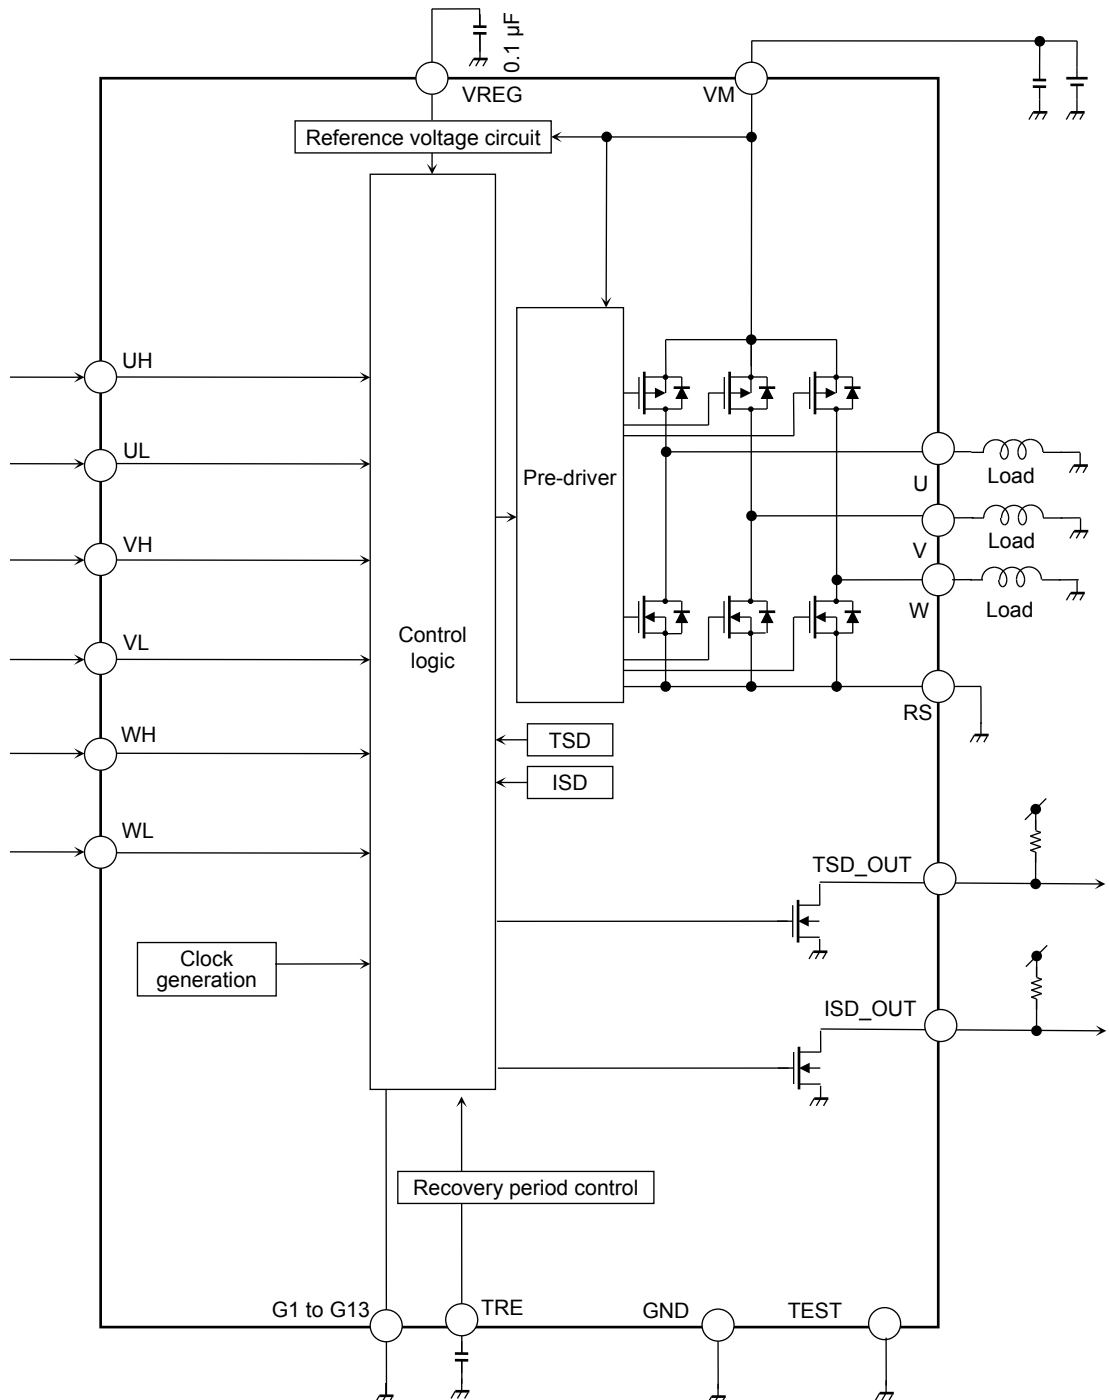 0.1 µF
VREG
VM
Reference voltage circuit
UH
UL
VH
VL
WH
WL
Control
logic
Pre-driver
U
Load
V
Load
W
Load
RS
TSD
ISD
TSD_OUT
ISD_OUT
Clock
generation
Recovery period control
G1 to G13
TRE
GND
TEST